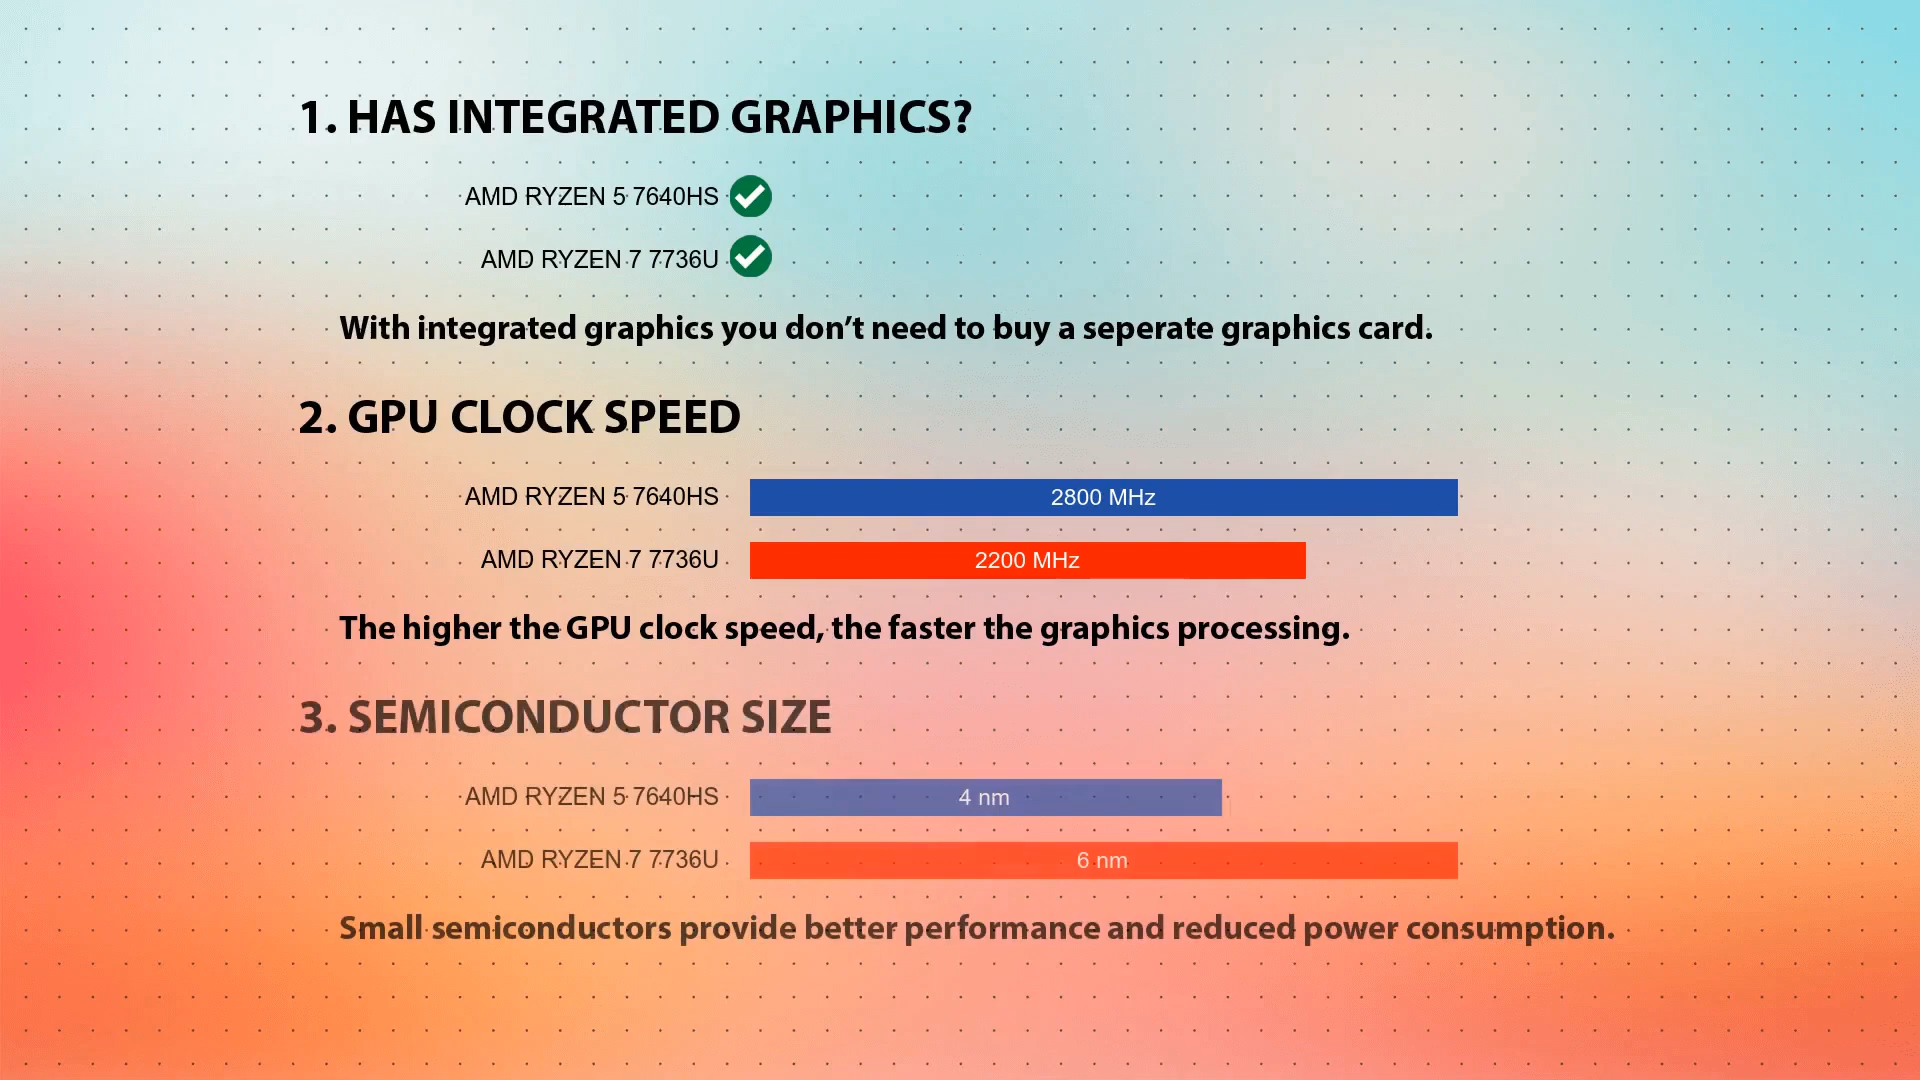 1. HAS INTEGRATED GRAPHICS?
AMD RYZEN 5 7640HS
AMD RYZEN 7 7736U
With integrated graphics you don’t need to buy a seperate graphics card.
2. GPU CLOCK SPEED
AMD RYZEN 5 7640HS 2800 MHz
AMD RYZEN 7 7736U 2200 MHz
The higher the GPU clock speed, the faster the graphics processing.
3. SEMICONDUCTOR SIZE
AMD RYZEN 5 7640HS 4 nm
AMD RYZEN 7 7736U 6 nm
Small semiconductors provide better performance and reduced power consumption.